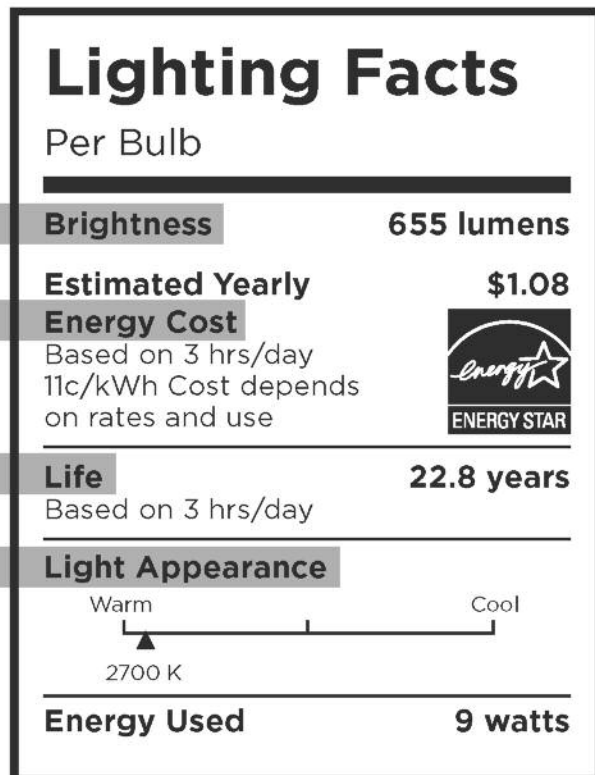 Lighting Facts
Per Bulb
Brightness 655 lumens
Estimated Yearly $1.08
Energy Cost
Based on 3 hrs/day
11c/kWh Cost depends
on rates and use
energy
ENERGY STAR
Life 22.8 years
Based on 3 hrs/day
Light Appearance
Warm Cool
2700 K
Energy Used 9 watts